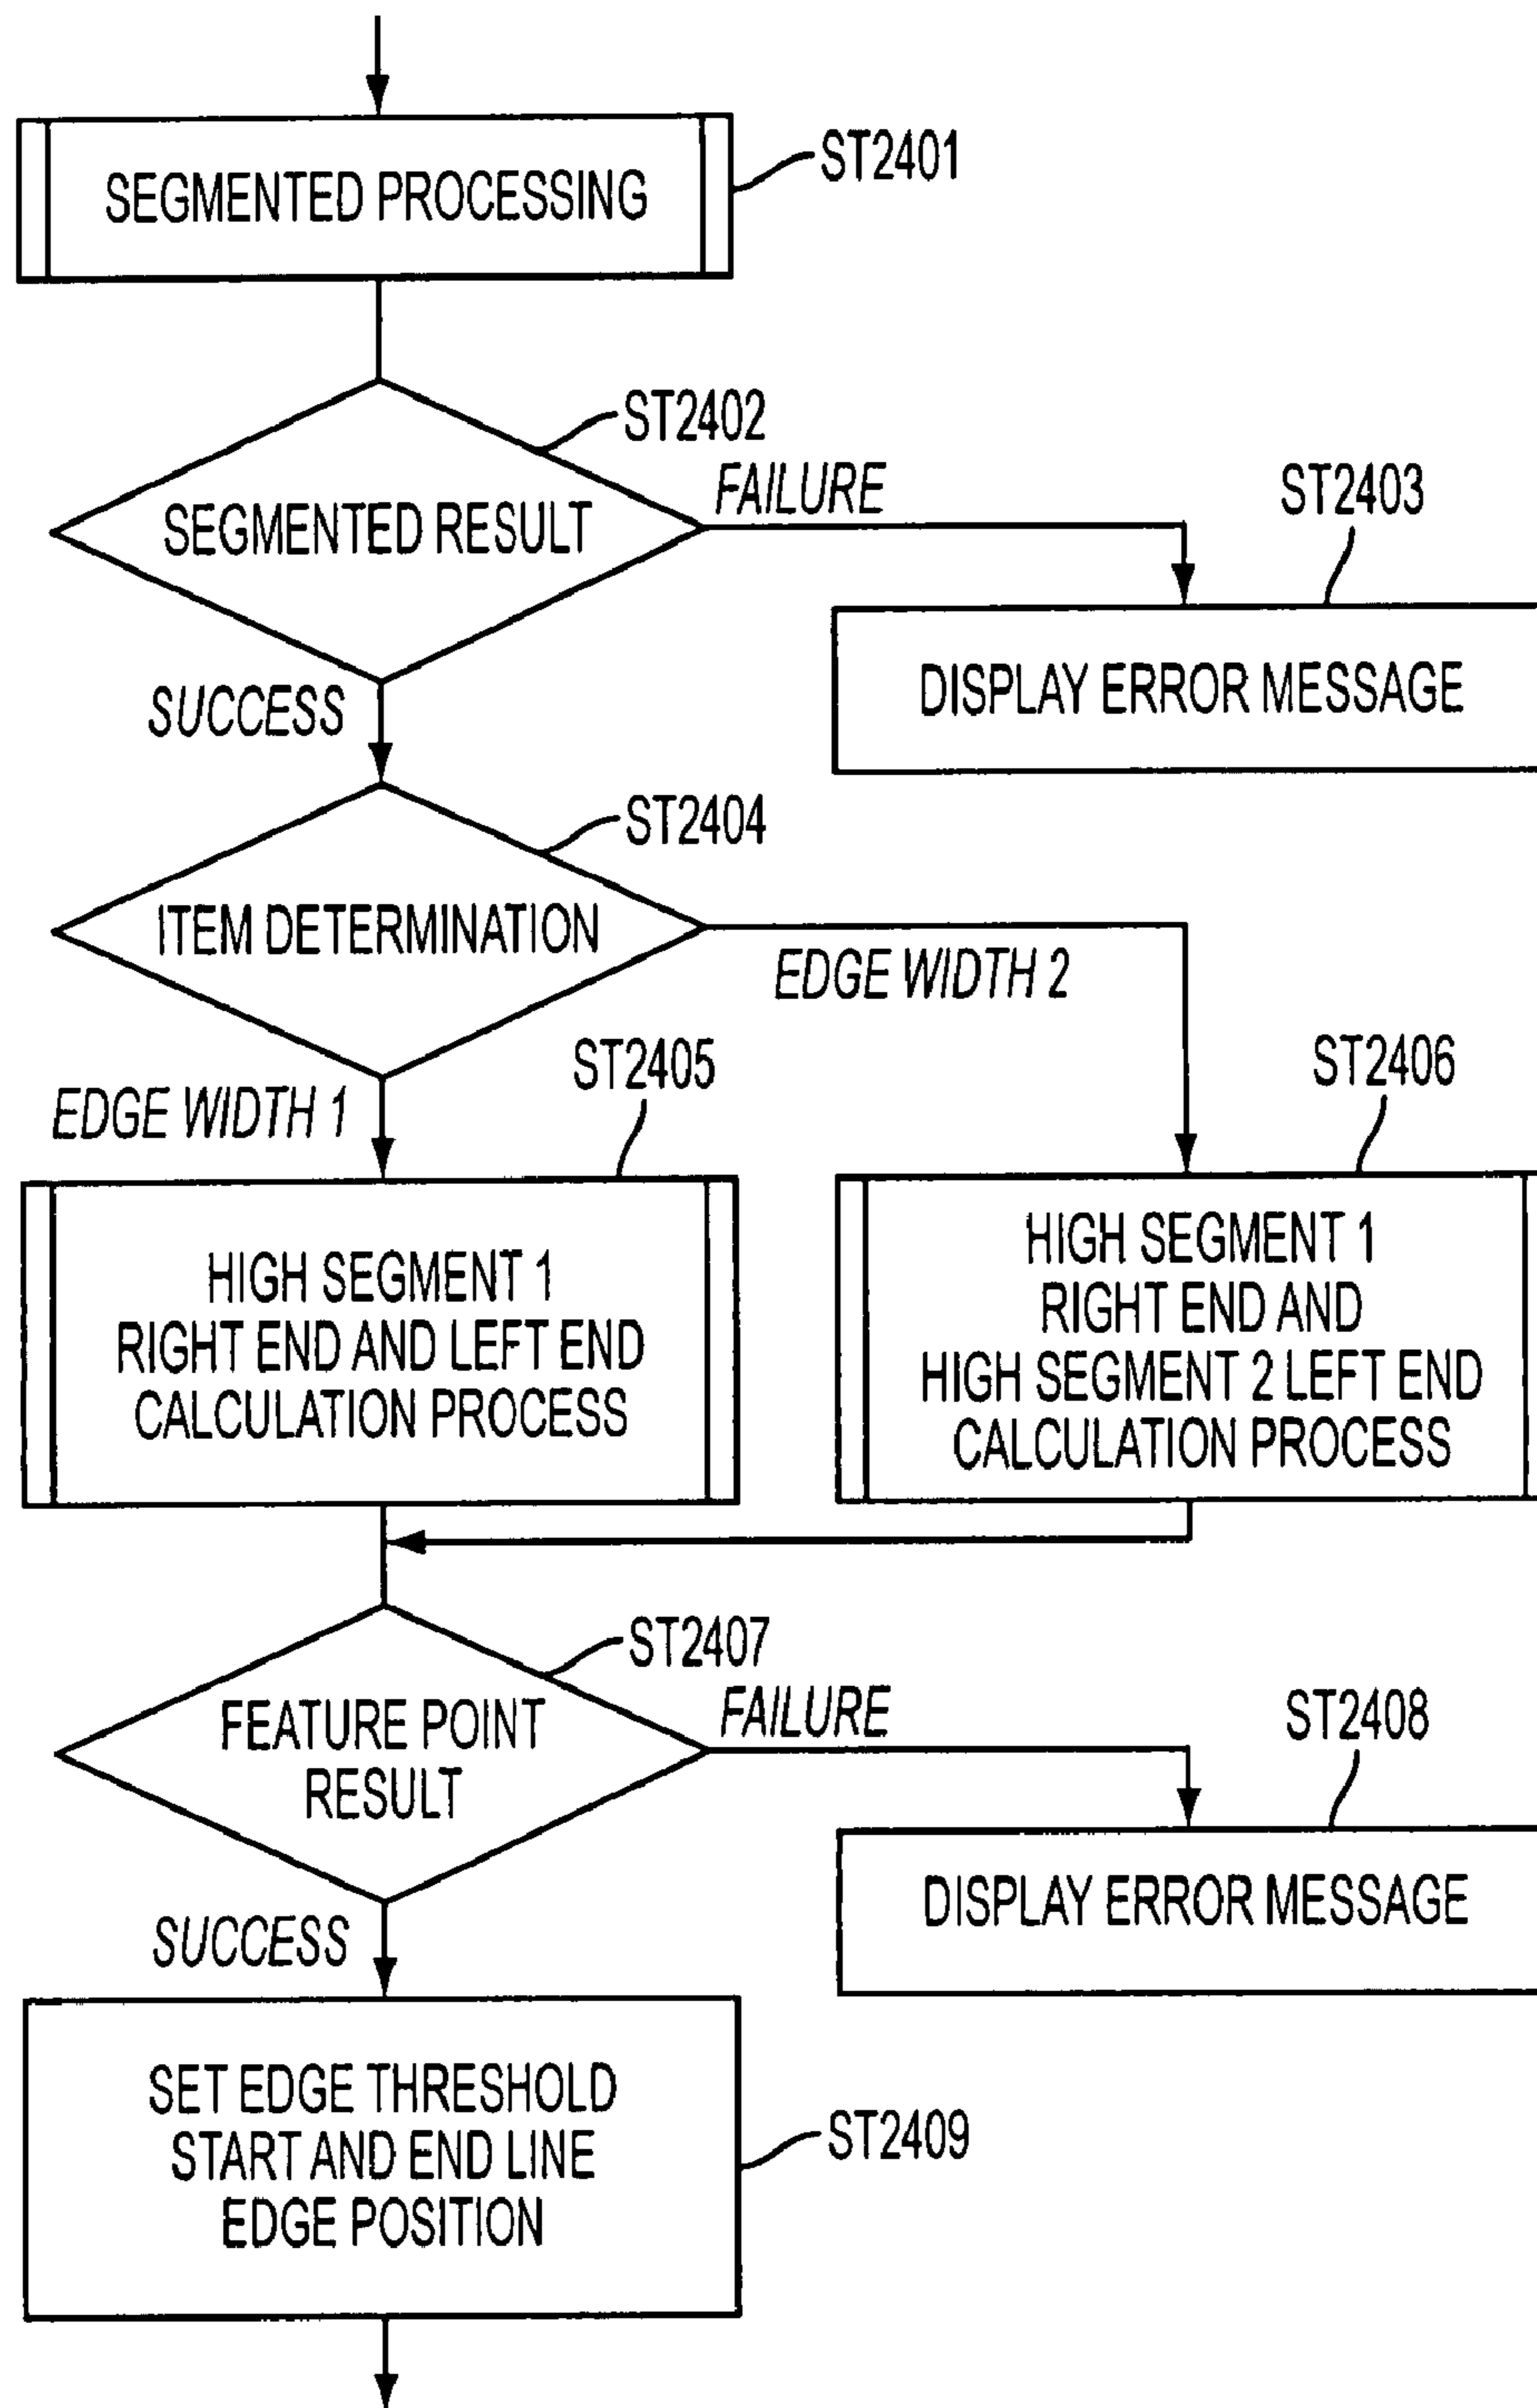 ST2401
SEGMENTED PROCESSING
ST2402
SEGMENTED RESULT
FAILURE
ST2403
DISPLAY ERROR MESSAGE
SUCCESS
ST2404
ITEM DETERMINATION
EDGE WIDTH 2
EDGE WIDTH 1
ST2405
HIGH SEGMENT 1
RIGHT END AND LEFT END
CALCULATION PROCESS
ST2406
HIGH SEGMENT 1
RIGHT END AND
HIGH SEGMENT 2 LEFT END
CALCULATION PROCESS
ST2407
FEATURE POINT
RESULT
FAILURE
ST2408
DISPLAY ERROR MESSAGE
SUCCESS
SET EDGE THRESHOLD
START AND END LINE
EDGE POSITION
ST2409